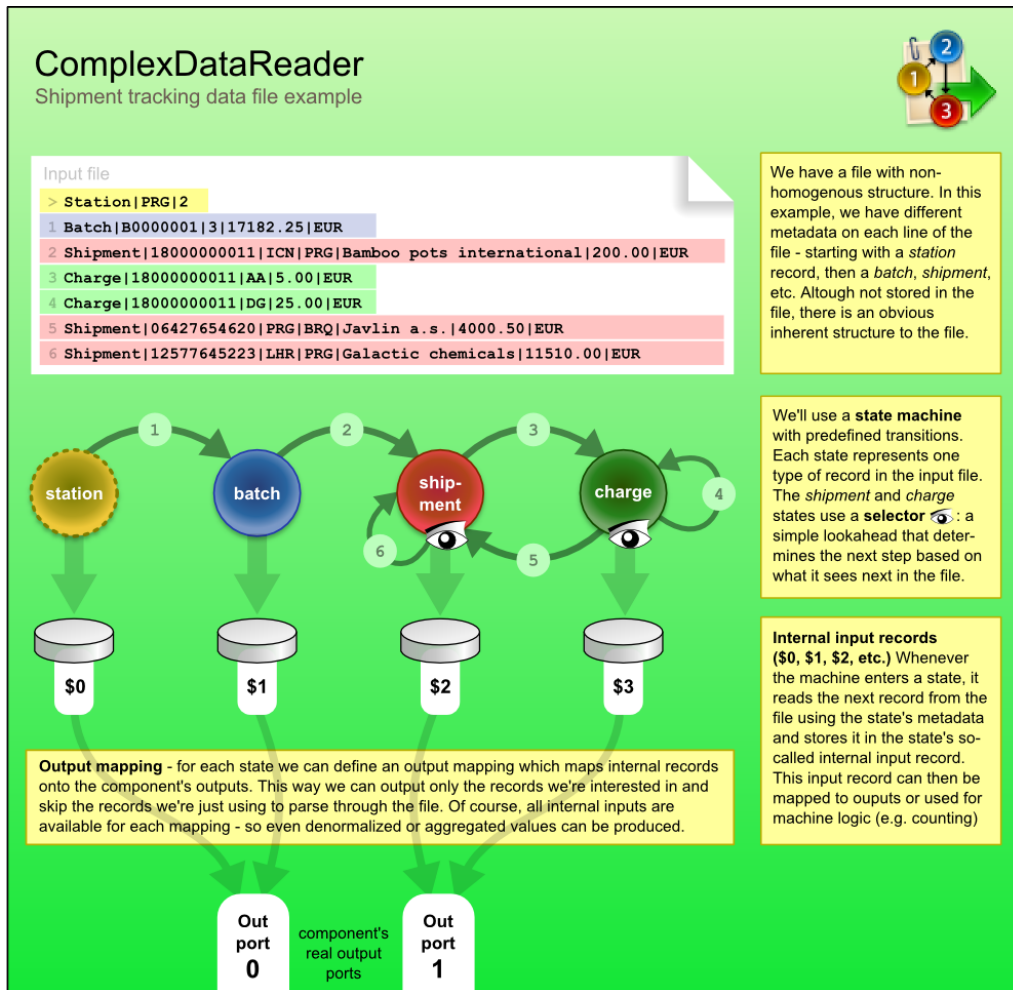 ComplexDataReader
Shipment tracking data file example
1
2
3
Input file
> Station|PRG|2
1 Batch|B0000001|3|17182.25|EUR
2 Shipment|18000000011|ICN|PRG|Bamboo pots international|200.00|EUR
3 Charge|18000000011|AA|5.00|EUR
4 Charge|18000000011|DG|25.00|EUR
5 Shipment|06427654620|PRG|BRQ|Javlin a.s.|4000.50|EUR
6 Shipment|12577645223|LHR|PRG|Galactic chemicals|11510.00|EUR
We have a file with non-
homogenous structure. In this
example, we have different
metadata on each line of the
file - starting with a station
record, then a batch, shipment,
etc. Altough not stored in the
file, there is an obvious
inherent structure to the file.
1
2
3
station
batch
ship-
ment
charge
4
6
5
We'll use a state machine
with predefined transitions.
Each state represents one
type of record in the input file.
The shipment and charge
states use a selector : a
simple lookahead that deter-
mines the next step based on
what it sees next in the file.
$0
$1
$2
$3
Internal input records
($0, $1, $2, etc.) Whenever
the machine enters a state, it
reads the next record from the
file using the state's metadata
and stores it in the state's so-
called internal input record.
This input record can then be
mapped to ouputs or used for
machine logic (e.g. counting)
Output mapping - for each state we can define an output mapping which maps internal records
onto the component's outputs. This way we can output only the records we're interested in and
skip the records we're just using to parse through the file. Of course, all internal inputs are
available for each mapping - so even denormalized or aggregated values can be produced.
Out
port
0
component's
real output
ports
Out
port
1